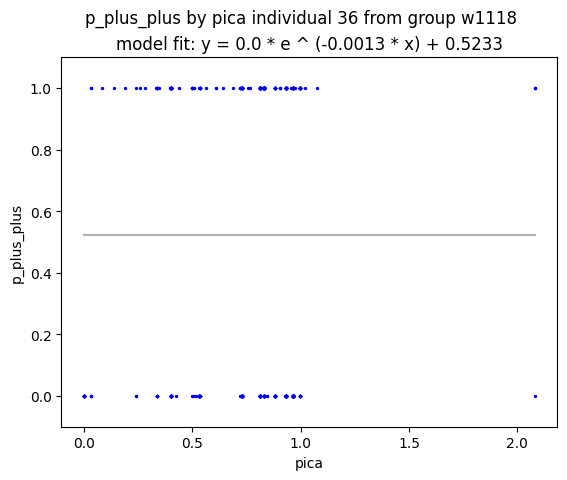 p_plus_plus by pica individual 36 from group w1118
model fit: y = 0.0 * e ^ (-0.0013 * x) + 0.5233
1.0
0.8
0.6
0.4
0.2
0.0
p_plus_plus
0.0 0.5 1.0 1.5 2.0
pica